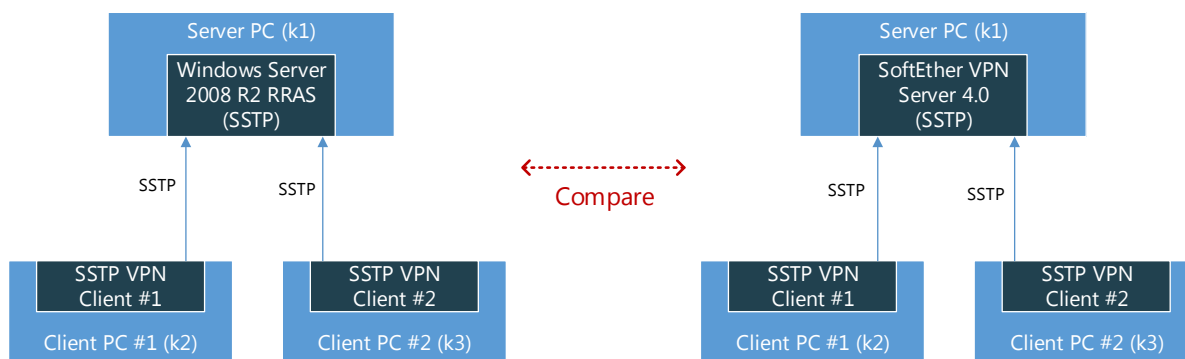 Server PC (k1)
Windows Server
2008 R2 RRAS
(SSTP)
SSTP
SSTP
SSTP VPN
Client #1
SSTP VPN
Client #2
Client PC #1 (k2)
Client PC #2 (k3)
Compare
Server PC (k1)
SoftEther VPN
Server 4.0
(SSTP)
SSTP
SSTP
SSTP VPN
Client #1
SSTP VPN
Client #2
Client PC #1 (k2)
Client PC #2 (k3)